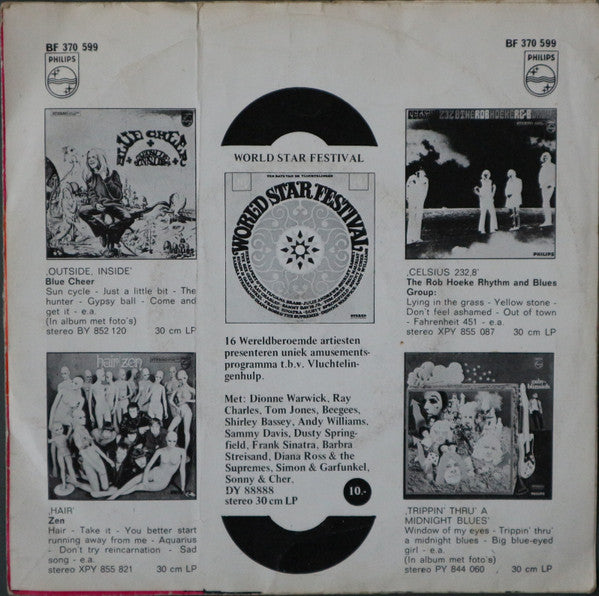 BF 370 599
BF 370 599
PHILIPS
PHILIPS
BLUE CHEER
‚OUTSIDE, INSIDE’
Blue Cheer
Sun cycle - Just a little bit - The
hunter - Gypsy ball - Come and
get it - e.a.
(In album met foto's)
stereo BY 852 120 30 cm LP
hair zen
‚HAIR’
Zen
Hair - Take it - You better start
running away from me - Aquarius
- Don't try reincarnation - Sad
song - e.a.
stereo XPY 855 821 30 cm LP
WORLD STAR FESTIVAL
WORLD STAR FESTIVAL
16 Wereldberoemde artiesten
presenteren uniek amusements-
programma t.b.v. Vluchtelin-
genhulp.
Met: Dionne Warwick, Ray
Charles, Tom Jones, Beegees,
Shirley Bassey, Andy Williams,
Sammy Davis, Dusty Spring-
field, Frank Sinatra, Barbra
Streisand, Diana Ross & the
Supremes, Simon & Garfunkel,
Sonny & Cher.
DY 88888
stereo 30 cm LP
10.-
PHILIPS
‚CELSIUS 232,8’
The Rob Hoeke Rhythm and Blues
Group:
Lying in the grass - Yellow stone -
Don't feel ashamed - Out of town
- Fahrenheit 451 - e.a.
stereo XPY 855 087 30 cm LP
cuby+
blizzards
‚TRIPPIN' THRU' A
MIDNIGHT BLUES’
Window of my eyes - Trippin' thru'
a midnight blues - Big blue-eyed
girl - e.a.
(In album met foto's)
stereo PY 844 060 30 cm LP